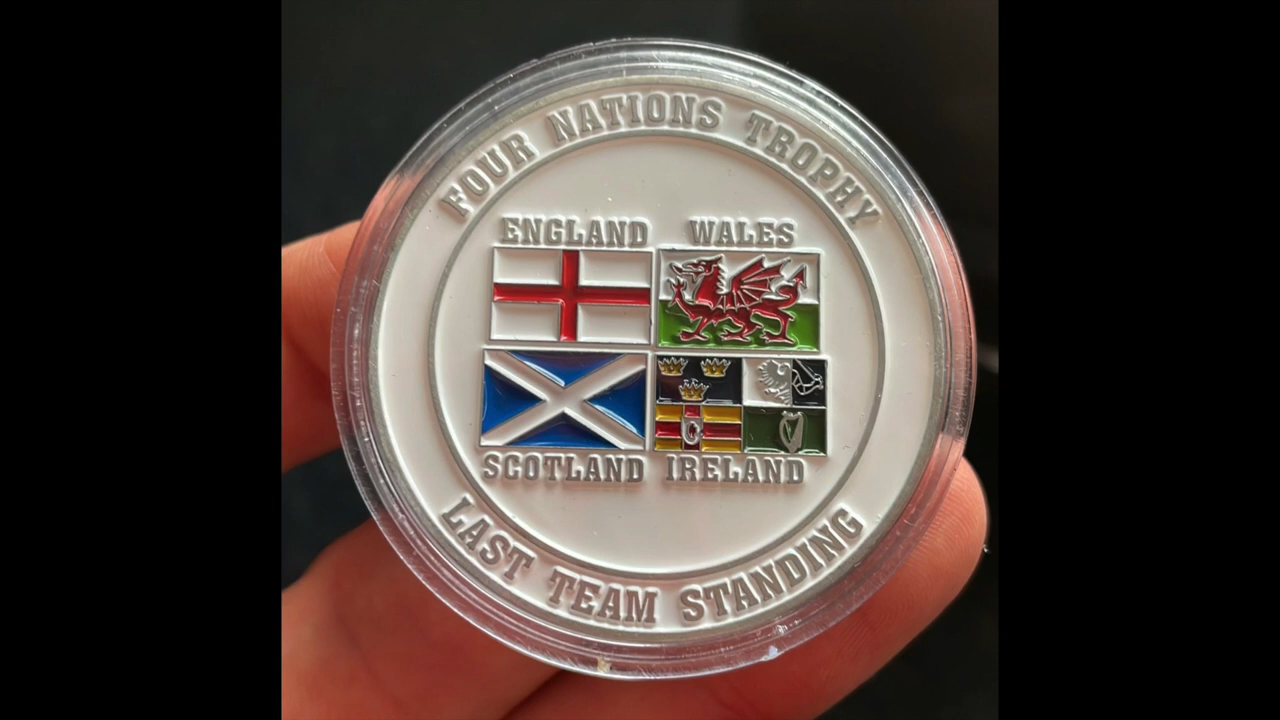 FOUR NATIONS TROPHY
ENGLAND WALES
SCOTLAND IRELAND
LAST TEAM STANDING